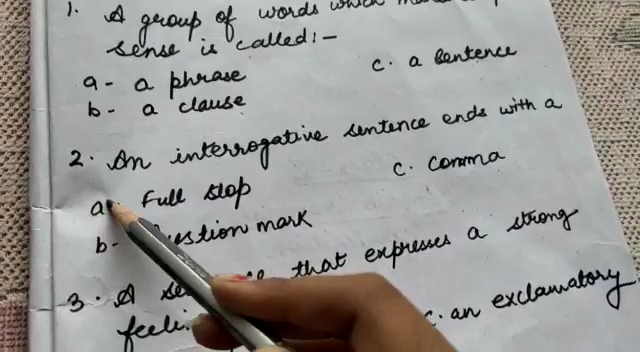 1. A group of words which
sense is called:-
a- a phrase c. a sentence
b- a clause
2. An interrogative sentence ends with a
a. Full stop c. Comma
b- Question mark
3. A that expresses a strong
c. an exclamatory